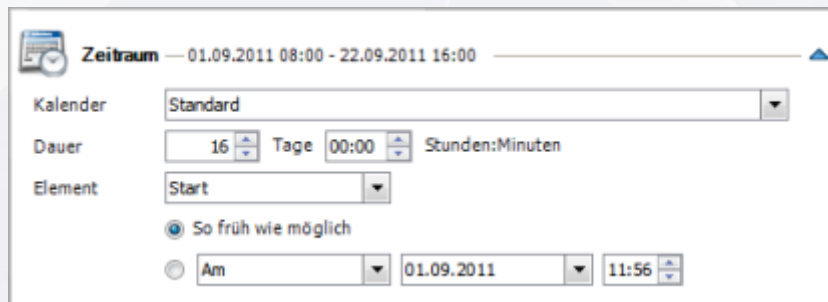 Zeitraum — 01.09.2011 08:00 - 22.09.2011 16:00
Kalender Standard
Dauer 16 Tage 00:00 Stunden:Minuten
Element Start
So früh wie möglich
Am 01.09.2011 11:56